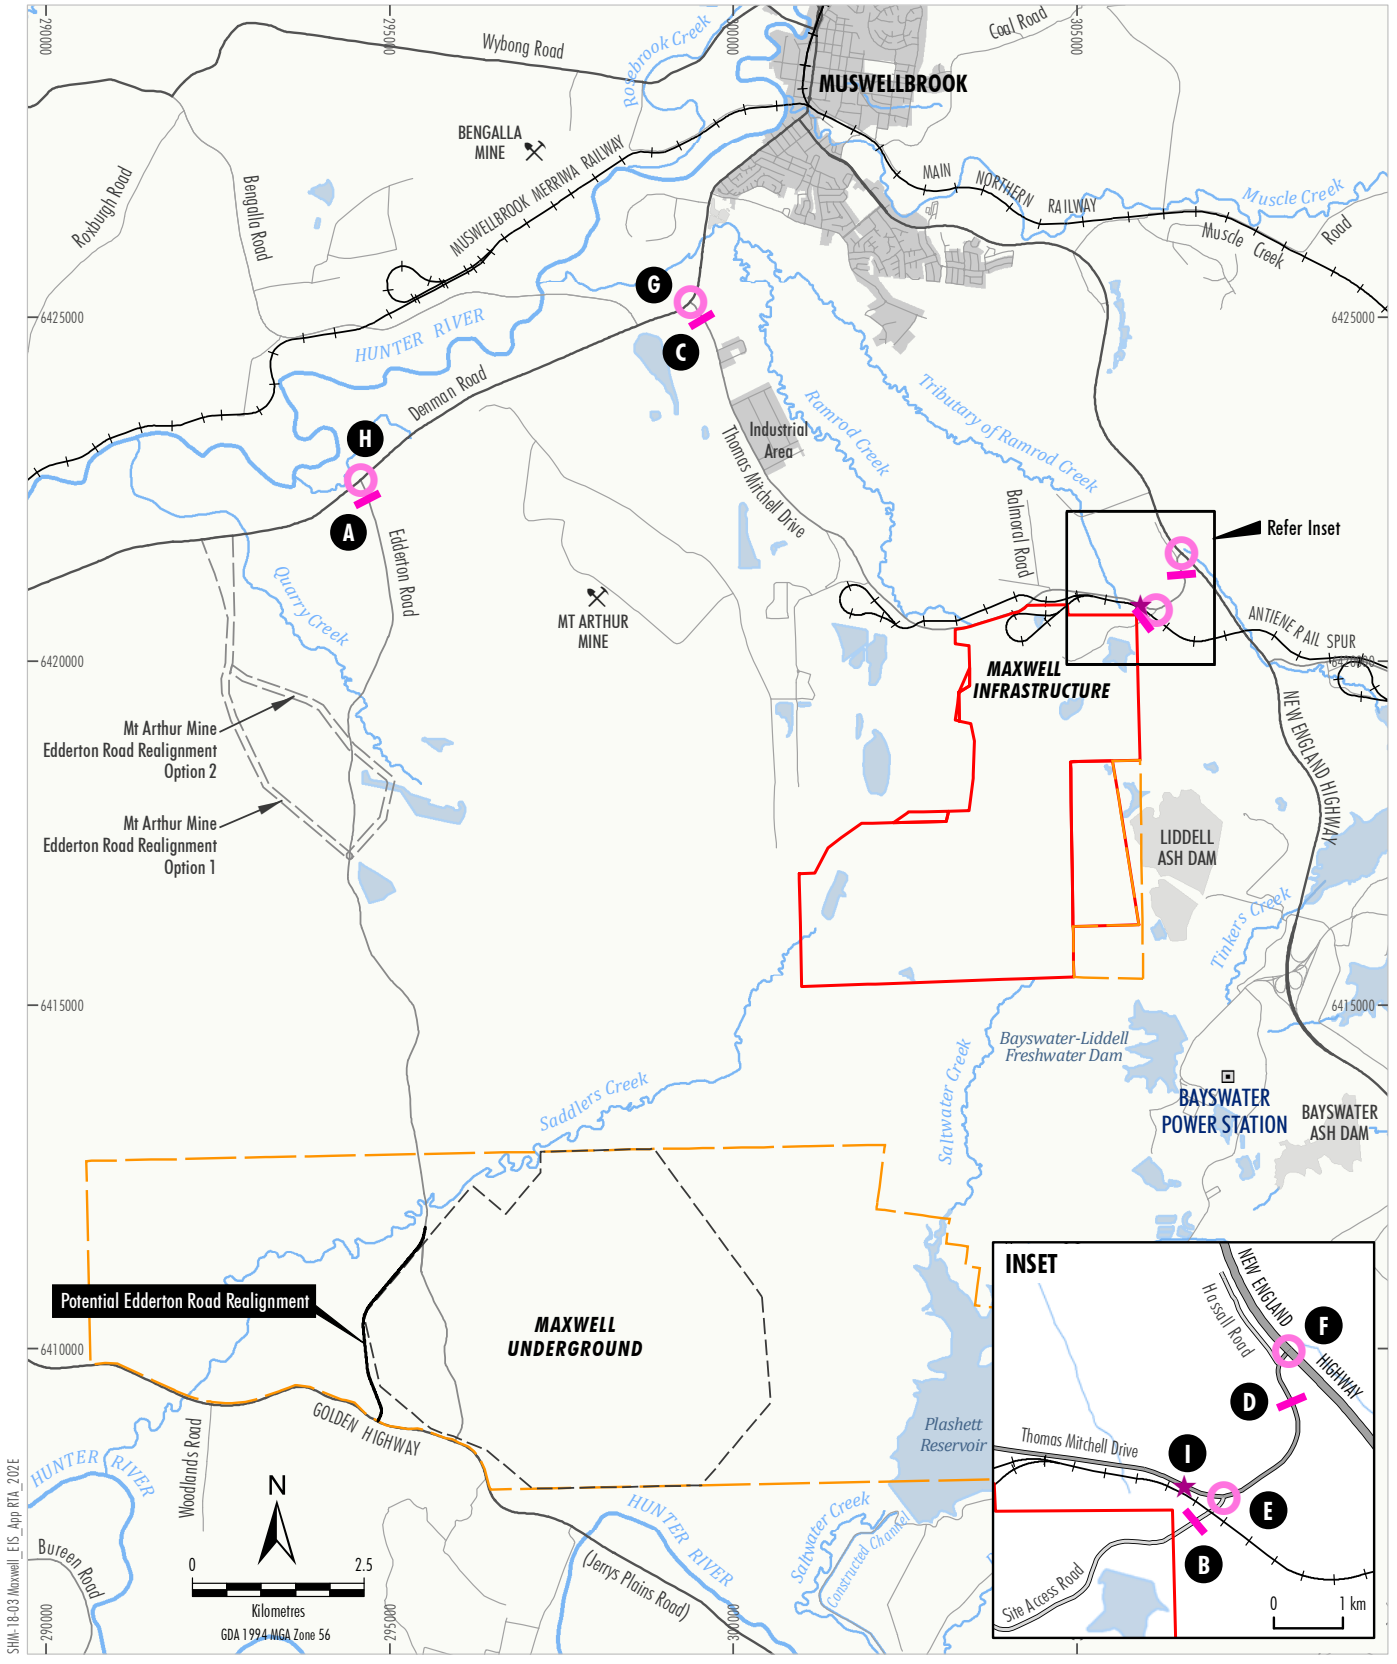 290000
295000
300000
305000
Wybong Road
Rosebrook Creek
Coal Road
MUSWELLBROOK
BENGALLA
MINE
MUSWELLBROOK MERRIWA RAILWAY
MAIN NORTHERN RAILWAY
Muscle Creek
Muscle Creek Road
Roxburgh Road
Bengalla Road
G
6425000
6425000
HUNTER RIVER
C
Denman Road
Ramrod Creek
Tributary of Ramrod Creek
H
Industrial
Area
Thomas Mitchell Drive
A
Edderton Road
Balmoral Road
Refer Inset
Quarry Creek
MT ARTHUR
MINE
ANTIENE RAIL SPUR
6420000
6420000
MAXWELL
INFRASTRUCTURE
NEW ENGLAND HIGHWAY
Mt Arthur Mine
Edderton Road Realignment
Option 2
Mt Arthur Mine
Edderton Road Realignment
Option 1
LIDDELL
ASH DAM
Tinkers Creek
6415000
6415000
Bayswater-Liddell
Freshwater Dam
Saltwater Creek
Saddlers Creek
BAYSWATER
POWER STATION
BAYSWATER
ASH DAM
Potential Edderton Road Realignment
MAXWELL
UNDERGROUND
6410000
GOLDEN HIGHWAY
Woodlands Road
Plashett
Reservoir
HUNTER RIVER
HUNTER RIVER
Saltwater Creek
Constructed Channel
(Jerrys Plains Road)
Bureen Road
N
0 2.5
Kilometres
GDA 1994 MGA Zone 56
290000
295000
300000
SHM-18-03 Maxwell_EIS_App RTA_202E
INSET
NEW ENGLAND HIGHWAY
Hassall Road
F
D
Thomas Mitchell Drive
I
E
B
Site Access Road
0 1 km